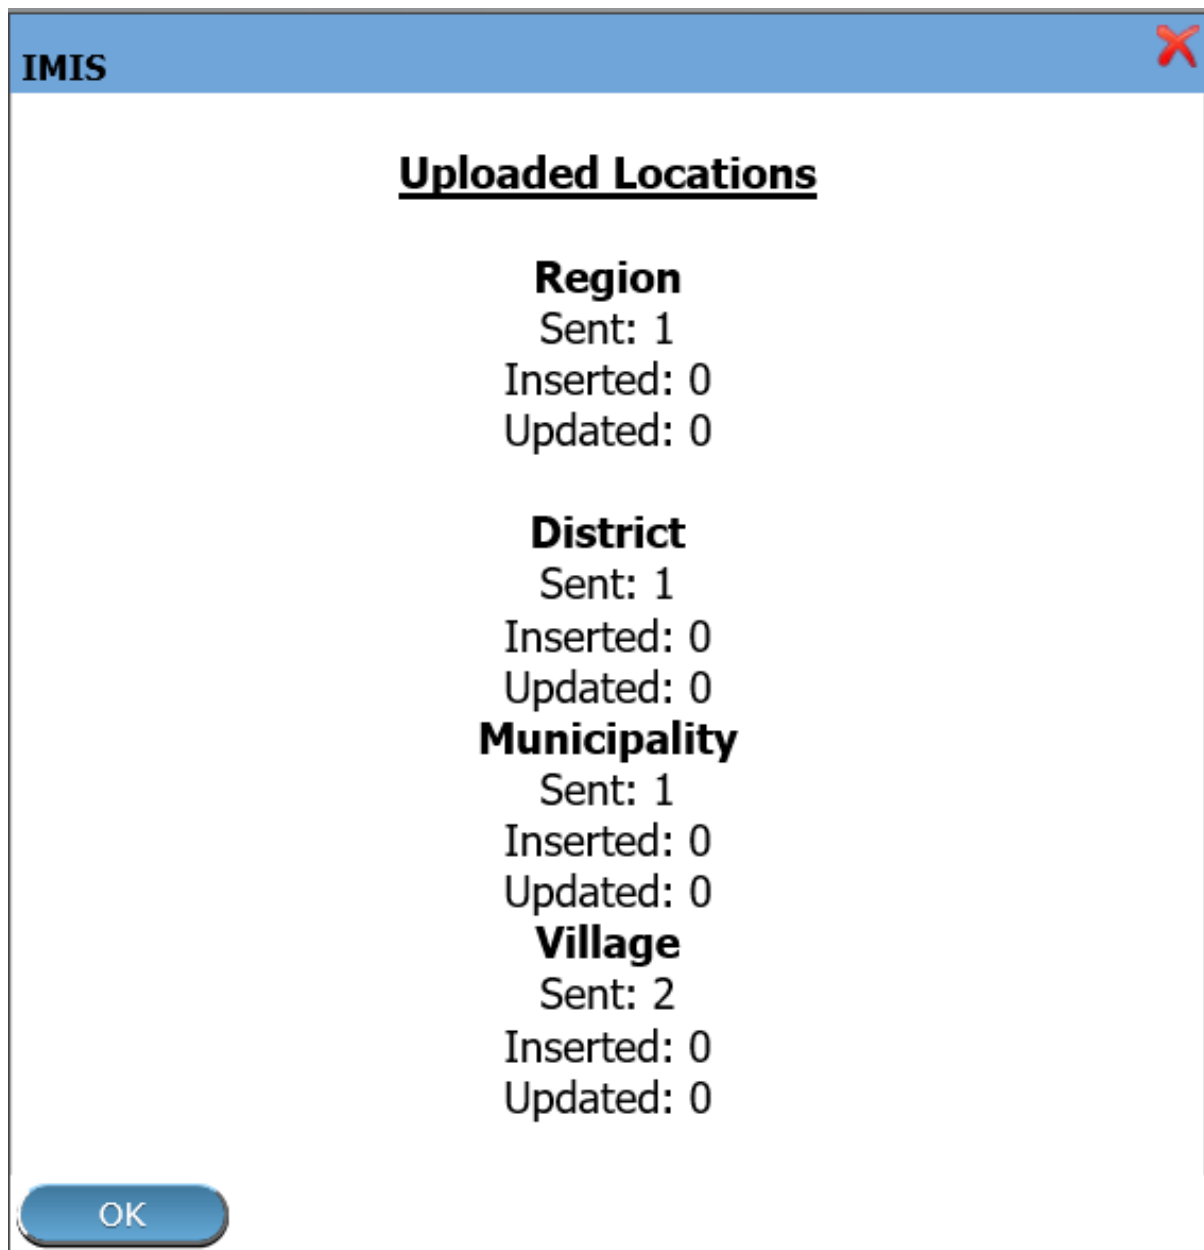 IMIS
Uploaded Locations
Region
Sent: 1
Inserted: 0
Updated: 0
District
Sent: 1
Inserted: 0
Updated: 0
Municipality
Sent: 1
Inserted: 0
Updated: 0
Village
Sent: 2
Inserted: 0
Updated: 0
OK